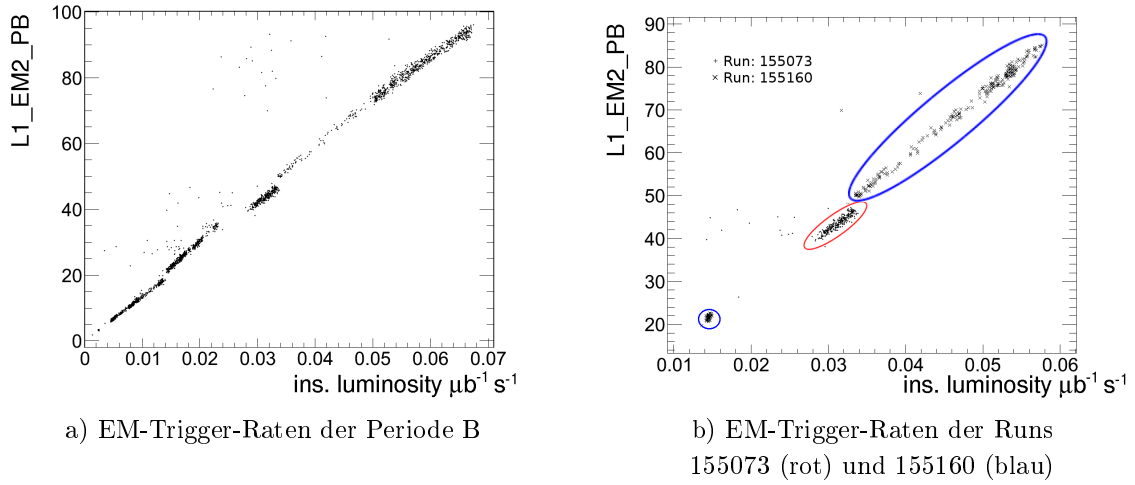 L1_EM2_PB
100
80
60
40
20
0
0 0.01 0.02 0.03 0.04 0.05 0.06 0.07
ins. luminosity μb⁻¹ s⁻¹
a) EM-Trigger-Raten der Periode B
L1_EM2_PB
90
80
70
60
50
40
30
20
+ Run: 155073
× Run: 155160
0.01 0.02 0.03 0.04 0.05 0.06
ins. luminosity μb⁻¹ s⁻¹
b) EM-Trigger-Raten der Runs
155073 (rot) und 155160 (blau)